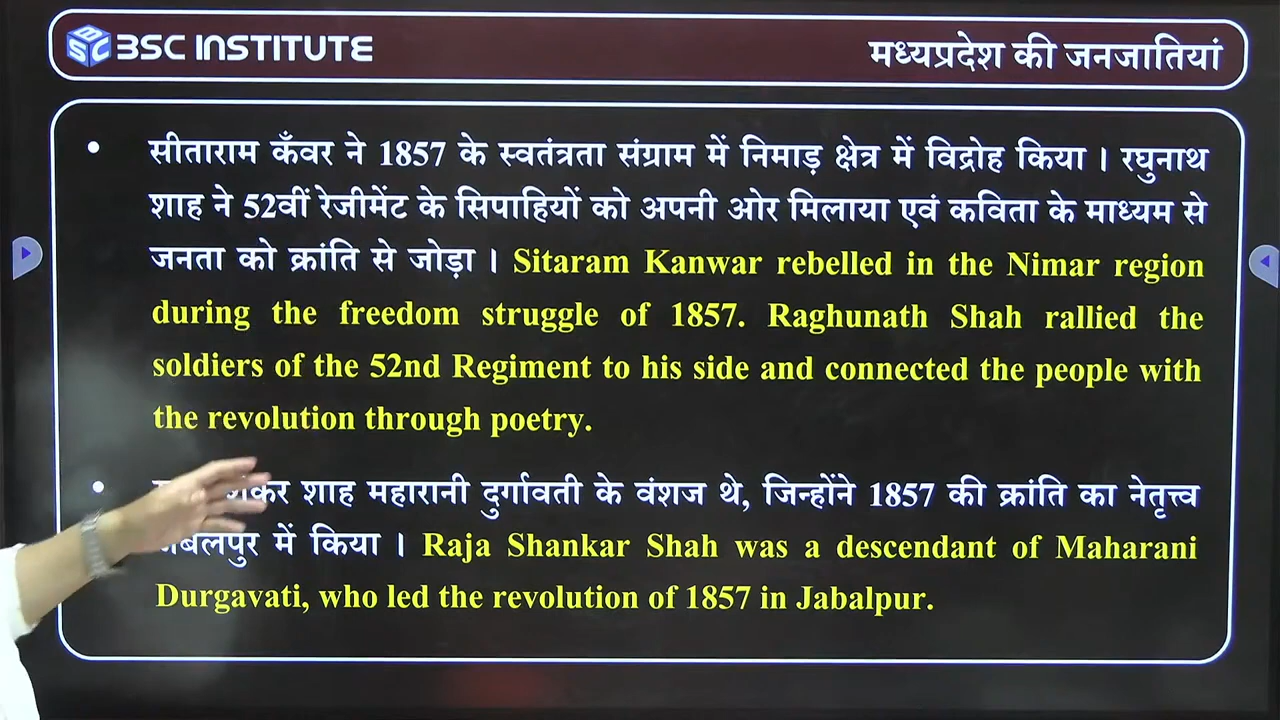 BSC INSTITUTE
मध्यप्रदेश की जनजातियां
• सीताराम कँवर ने 1857 के स्वतंत्रता संग्राम में निमाड़ क्षेत्र में विद्रोह किया । रघुनाथ
शाह ने 52वीं रेजीमेंट के सिपाहियों को अपनी ओर मिलाया एवं कविता के माध्यम से
जनता को क्रांति से जोड़ा । Sitaram Kanwar rebelled in the Nimar region
during the freedom struggle of 1857. Raghunath Shah rallied the
soldiers of the 52nd Regiment to his side and connected the people with
the revolution through poetry.
• शाह महारानी दुर्गावती के वंशज थे, जिन्होंने 1857 की क्रांति का नेतृत्त्व
में किया । Raja Shankar Shah was a descendant of Maharani
Durgavati, who led the revolution of 1857 in Jabalpur.